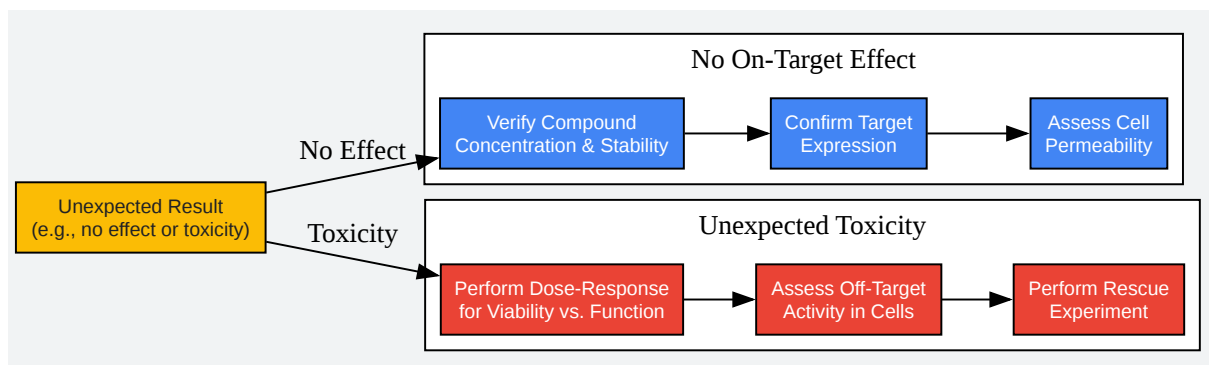 No On-Target Effect
Verify Compound
Concentration & Stability
Confirm Target
Expression
Assess Cell
Permeability
No Effect
Unexpected Result
(e.g., no effect or toxicity)
Toxicity
Unexpected Toxicity
Perform Dose-Response
for Viability vs. Function
Assess Off-Target
Activity in Cells
Perform Rescue
Experiment